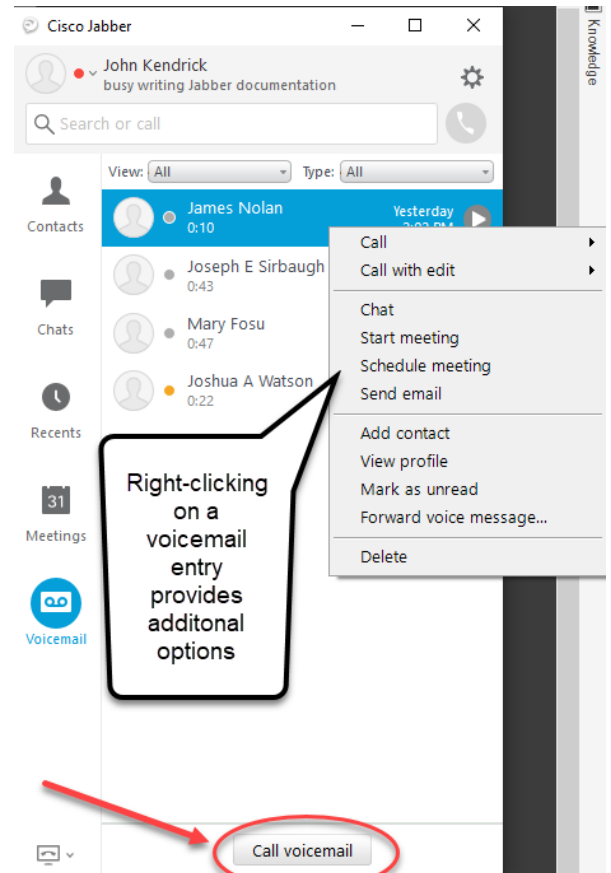 Cisco Jabber
Knowledge
John Kendrick
busy writing Jabber documentation
Search or call
View: All Type: All
Contacts
James Nolan Yesterday
0:10
Joseph E Sirbaugh
0:43
Chats
Mary Fosu
0:47
Joshua A Watson
0:22
Recents
31
Meetings
Voicemail
Call
Call with edit
Chat
Start meeting
Schedule meeting
Send email
Add contact
View profile
Mark as unread
Forward voice message...
Delete
Right-clicking
on a
voicemail
entry
provides
additonal
options
Call voicemail